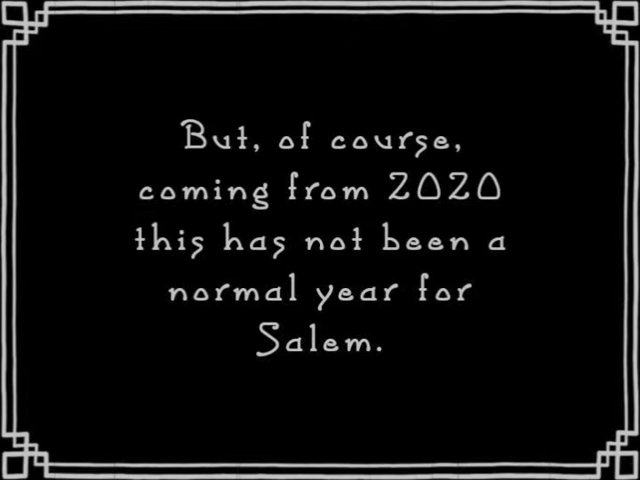 But, of course,
coming from 2020
this has not been a
normal year for
Salem.